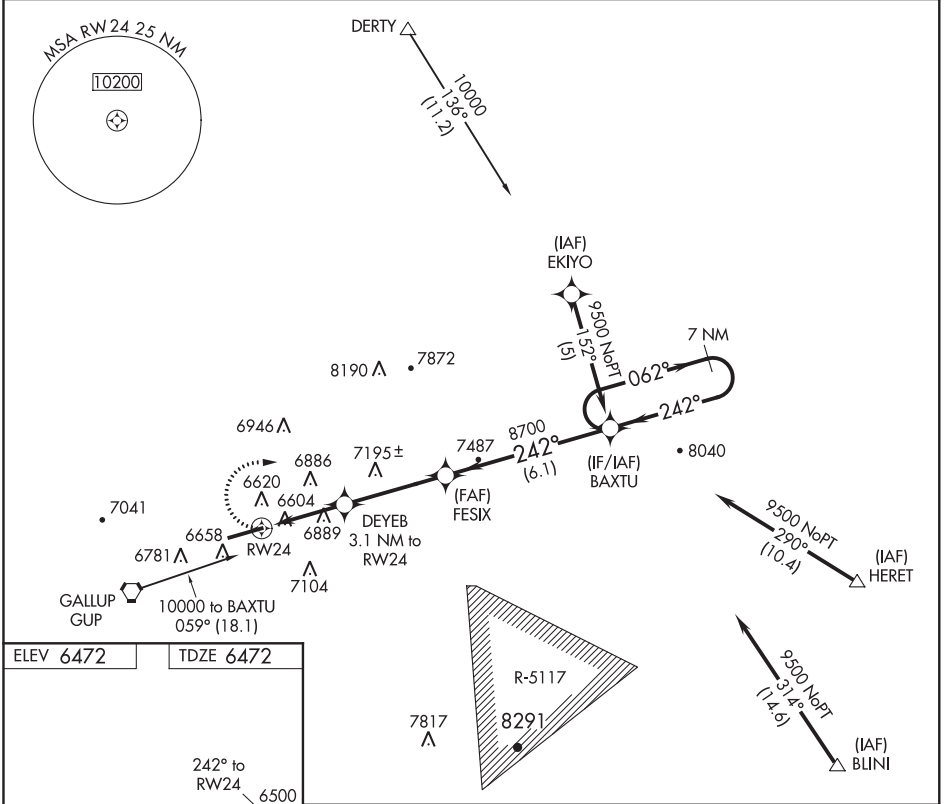 MSA RW24 25 NM
10200
DERTY
10000
136°
(11.2)
(IAF)
EKIYO
9500 NoPT
152°
(5)
7 NM
062°
242°
8190
7872
6946
7195±
7487
8700
242°
(6.1)
(IF/IAF)
BAXTU
8040
6886
6620
6604
(FAF)
FESIX
7041
6658
6889
DEYEB
3.1 NM to
RW24
RW24
6781
7104
9500 NoPT
290°
(10.4)
(IAF)
HERET
GALLUP
GUP
10000 to BAXTU
059° (18.1)
ELEV 6472
TDZE 6472
R-5117
8291
7817
9500 NoPT
314°
(14.6)
(IAF)
BLINI
242° to
RW24
6500